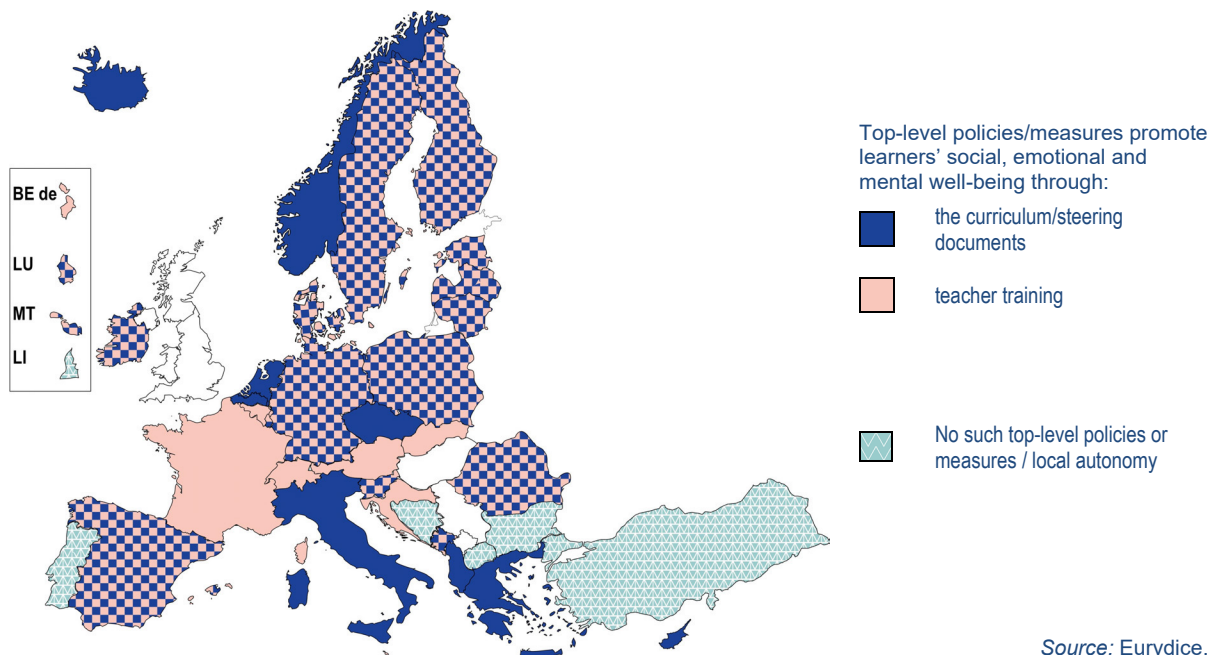 BE de
LU
MT
LI
Top-level policies/measures promote
learners' social, emotional and
mental well-being through:
the curriculum/steering
documents
teacher training
No such top-level policies or
measures / local autonomy
Source: Eurydice.